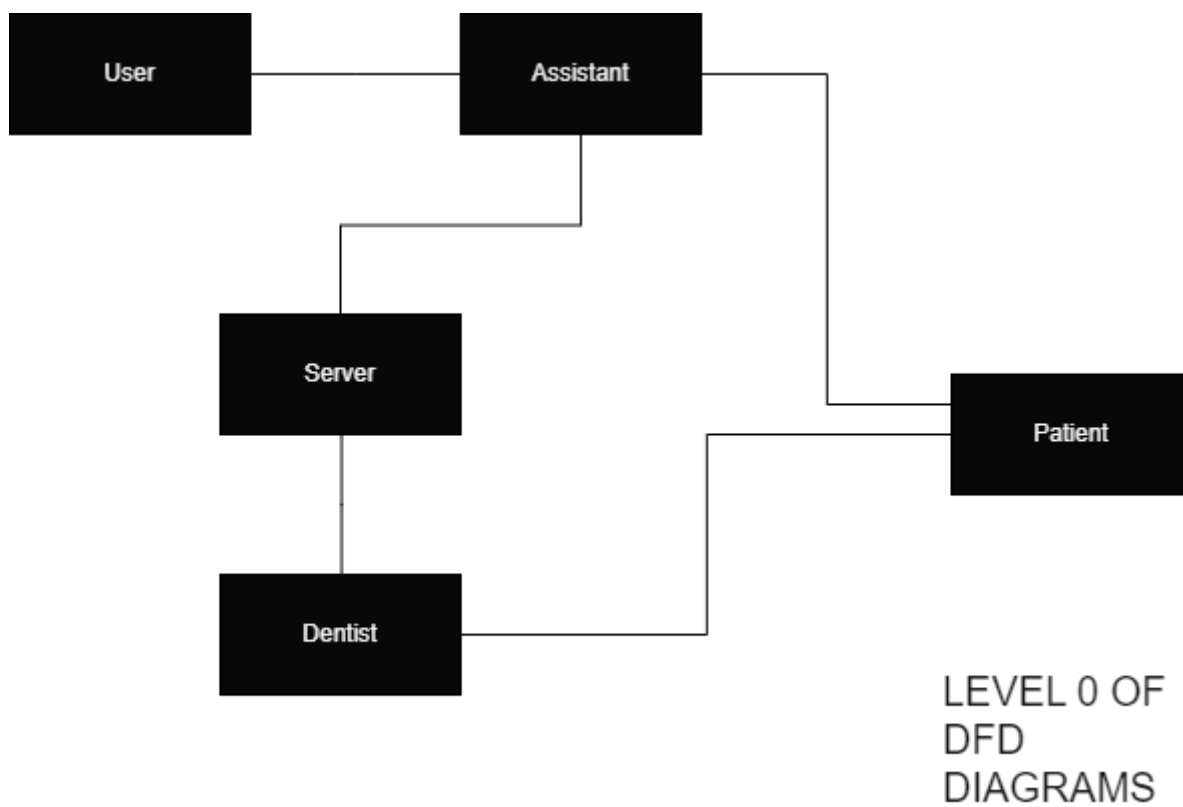 User
Assistant
Server
Patient
Dentist
LEVEL 0 OF
DFD
DIAGRAMS